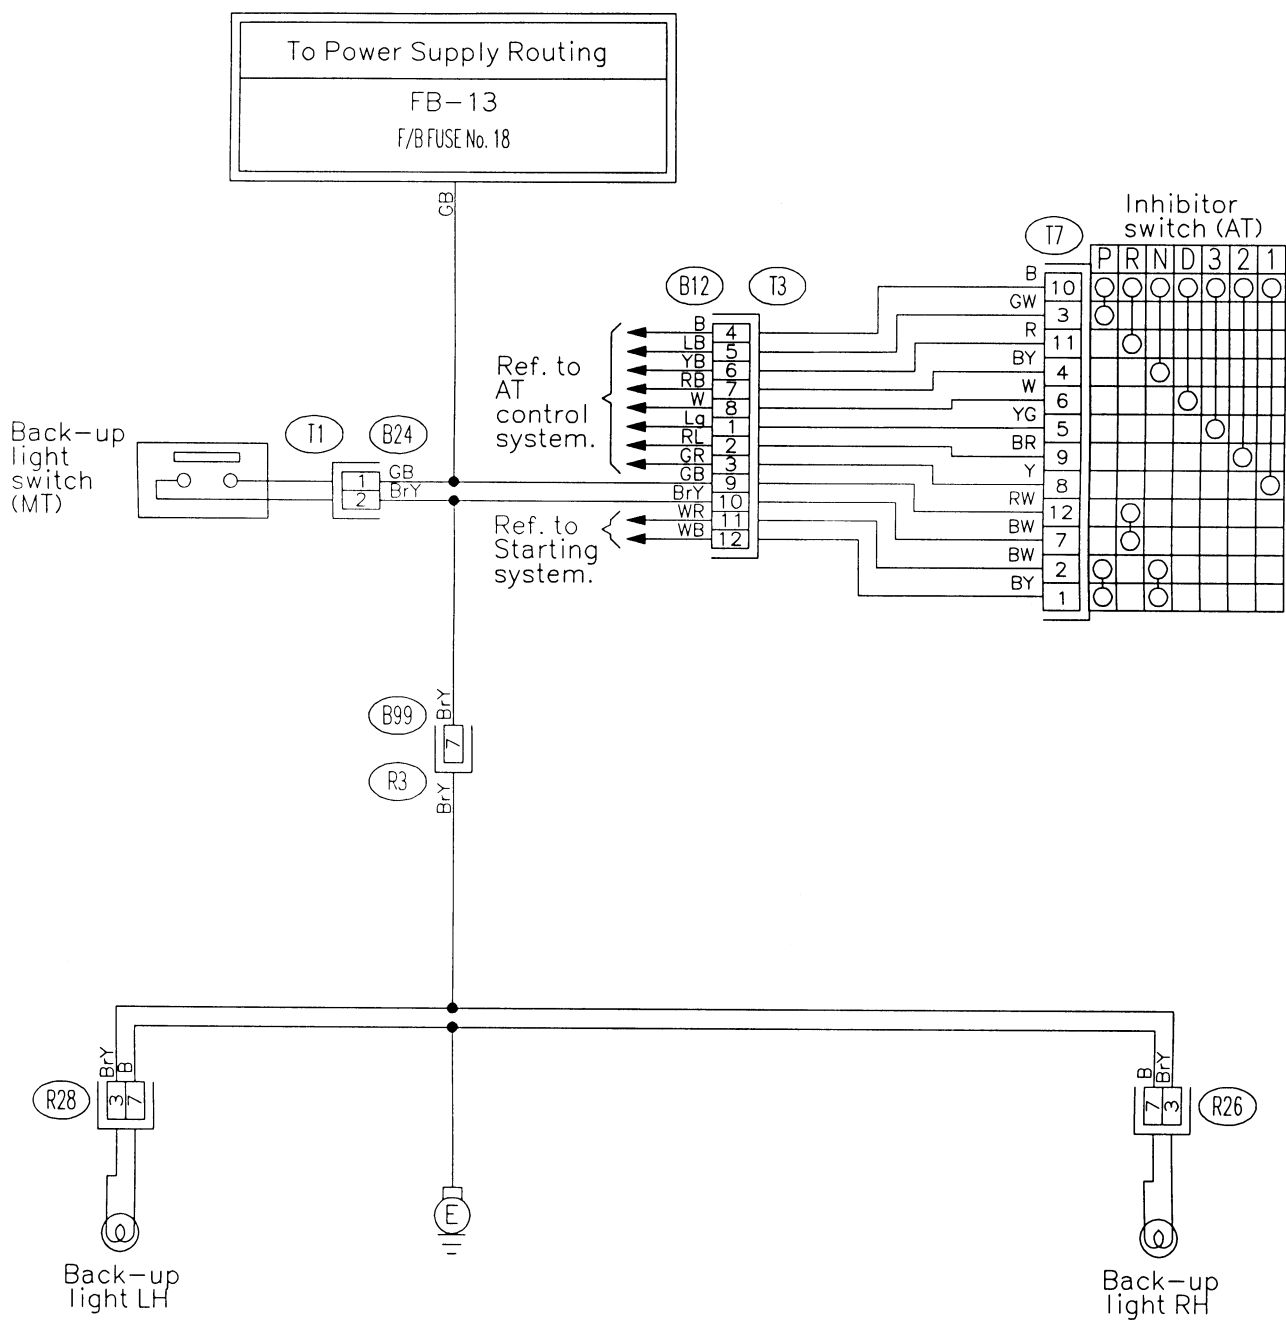 To Power Supply Routing
FB-13
F/B FUSE No. 18
GB
Inhibitor
switch (AT)
T7
P R N D 3 2 1
B12
T3
B 10
GW 3
R 11
BY 4
W 6
YG 5
BR 9
Y 8
RW 12
BW 7
BW 2
BY 1
B 4
LB 5
YB 6
RB 7
W 8
Lg 1
RL 2
GR 3
GB 9
BrY 10
WR 11
WB 12
Ref. to
AT
control
system.
Ref. to
Starting
system.
Back-up
light
switch
(MT)
T1
B24
1 GB
2 BrY
B99
BrY
7
R3
BrY
BrY
B
R28
3 7
B
BrY
7 3
R26
E
Back-up
light LH
Back-up
light RH